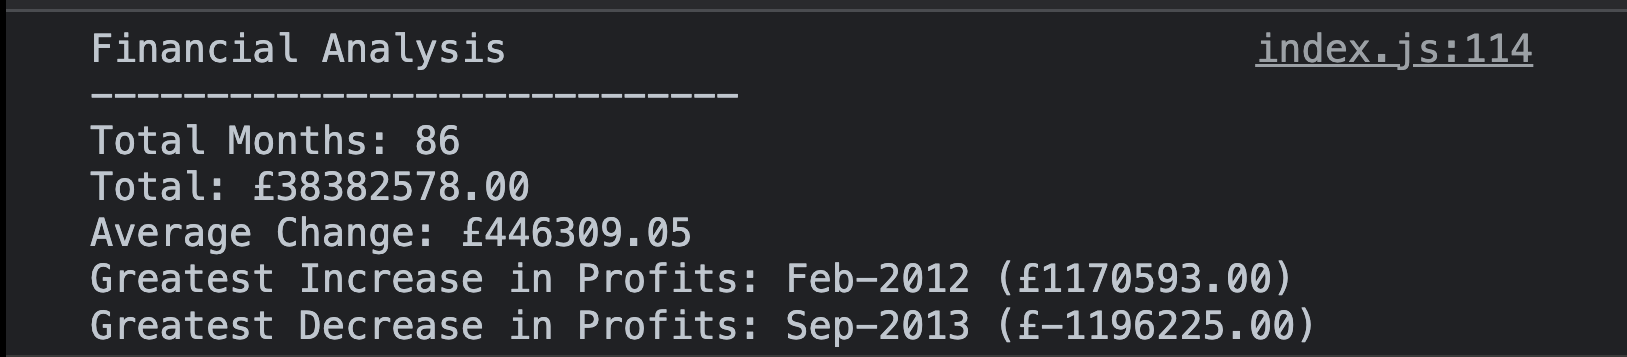 Financial Analysis index.js:114
----------------------------
Total Months: 86
Total: £38382578.00
Average Change: £446309.05
Greatest Increase in Profits: Feb-2012 (£1170593.00)
Greatest Decrease in Profits: Sep-2013 (£-1196225.00)